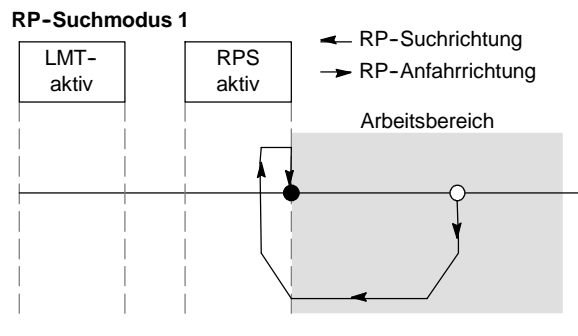 RP-Suchmodus 1
LMT-
aktiv
RPS
aktiv
RP-Suchrichtung
RP-Anfahrrichtung
Arbeitsbereich